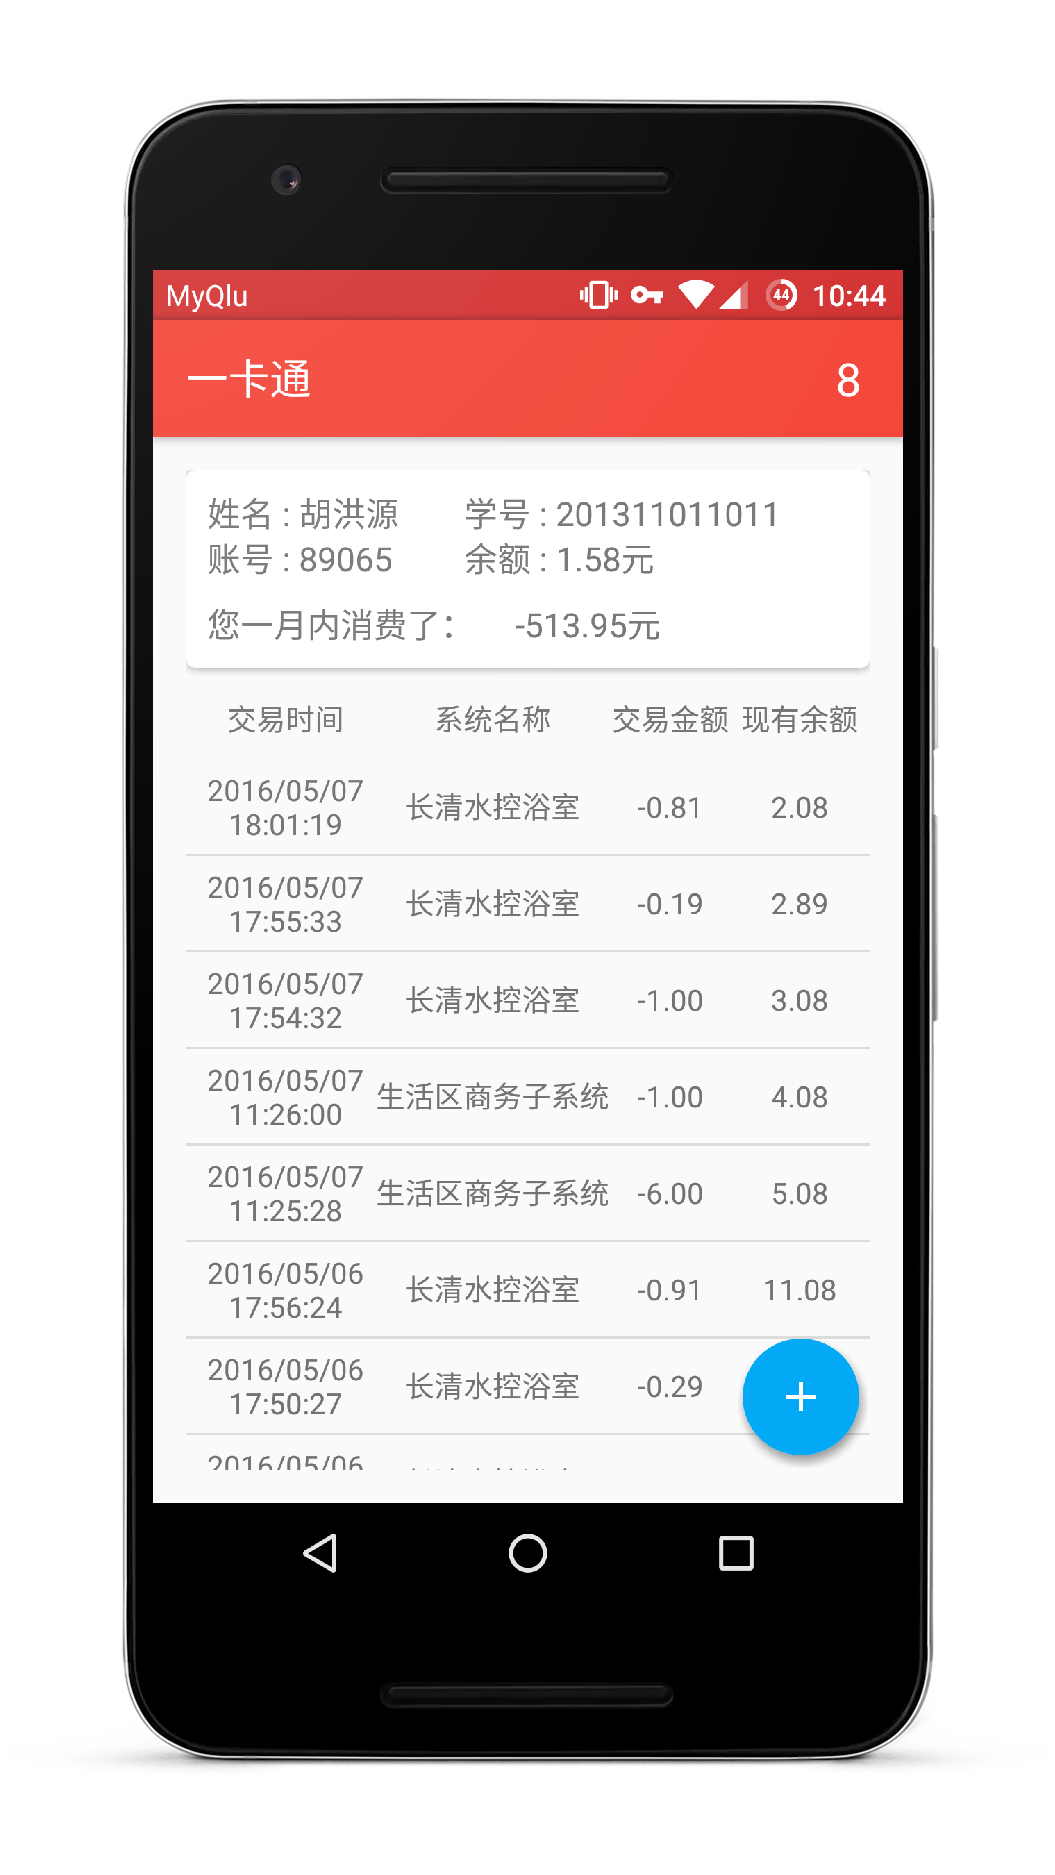 MyQlu 44 10:44
一卡通 8
姓名 : 胡洪源 学号 : 201311011011
账号 : 89065 余额 : 1.58元
您一月内消费了： -513.95元
交易时间 系统名称 交易金额 现有余额
2016/05/07
18:01:19 长清水控浴室 -0.81 2.08
2016/05/07
17:55:33 长清水控浴室 -0.19 2.89
2016/05/07
17:54:32 长清水控浴室 -1.00 3.08
2016/05/07
11:26:00 生活区商务子系统 -1.00 4.08
2016/05/07
11:25:28 生活区商务子系统 -6.00 5.08
2016/05/06
17:56:24 长清水控浴室 -0.91 11.08
2016/05/06
17:50:27 长清水控浴室 -0.29
2016/05/06